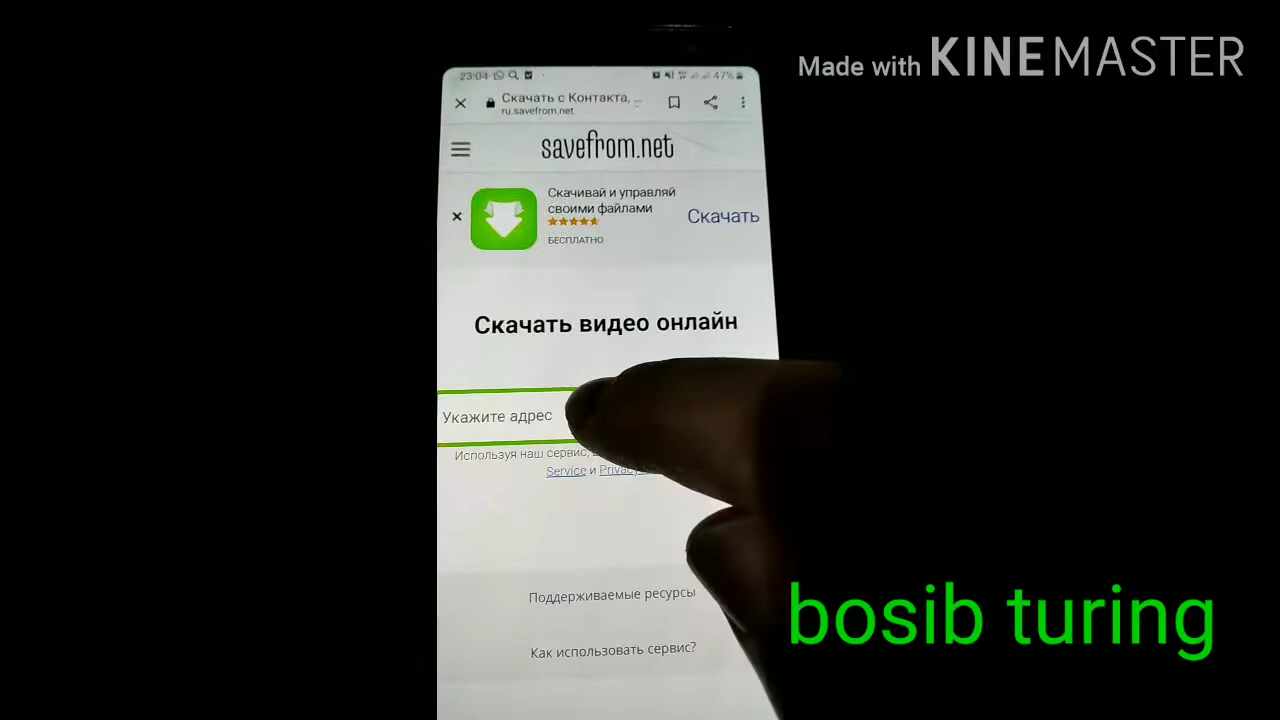 Made with KINEMASTER
23:04
47%
Скачать с Контакта,
ru.savefrom.net
savefrom.net
Скачивай и управляй
своими файлами
БЕСПЛАТНО
Скачать
Скачать видео онлайн
Укажите адрес
Используя наш сервис,
Service и Privacy
Поддерживаемые ресурсы
Как использовать сервис?
bosib turing